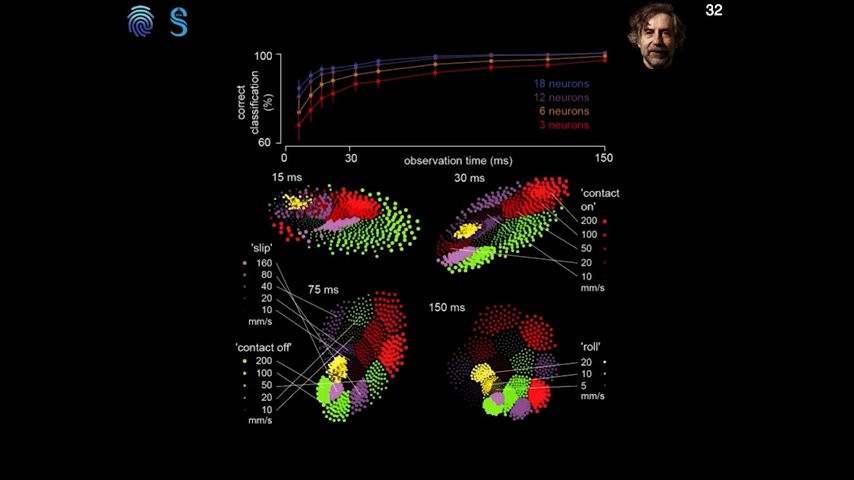 32
100
correct
classification
(%)
60
18 neurons
12 neurons
6 neurons
3 neurons
0
30
observation time (ms)
150
15 ms
30 ms
'contact
on'
200
100
50
20
10
mm/s
'slip'
160
80
40
20
10
mm/s
75 ms
150 ms
'contact off'
200
100
50
20
10
mm/s
'roll'
20
10
5
mm/s